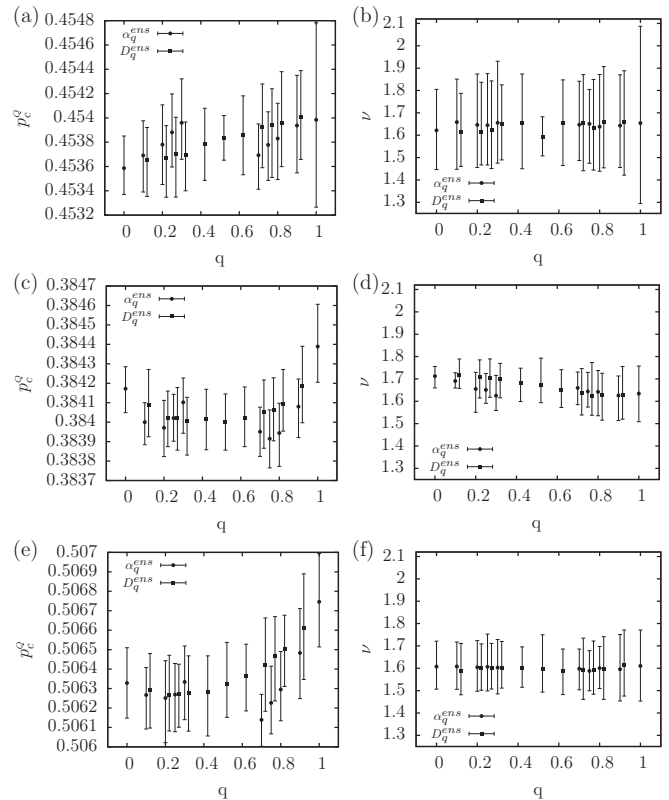 (a)
0.4548
0.4544
0.454
0.4536
0.4532
p_c^Q
α_q^ens
D_q^ens
0 0.2 0.4 0.6 0.8 1
q
(b)
2.1
2
1.9
1.8
1.7
1.6
1.5
1.4
1.3
ν
α_q^ens
D_q^ens
0 0.2 0.4 0.6 0.8 1
q
(c)
0.3847
0.3846
0.3845
0.3844
0.3843
0.3842
0.3841
0.384
0.3839
0.3838
0.3837
p_c^Q
α_q^ens
D_q^ens
0 0.2 0.4 0.6 0.8 1
q
(d)
2.1
2
1.9
1.8
1.7
1.6
1.5
1.4
1.3
ν
α_q^ens
D_q^ens
0 0.2 0.4 0.6 0.8 1
q
(e)
0.507
0.5069
0.5068
0.5067
0.5066
0.5065
0.5064
0.5063
0.5062
0.5061
0.506
p_c^Q
α_q^ens
D_q^ens
0 0.2 0.4 0.6 0.8 1
q
(f)
2.1
2
1.9
1.8
1.7
1.6
1.5
1.4
1.3
ν
α_q^ens
D_q^ens
0 0.2 0.4 0.6 0.8 1
q